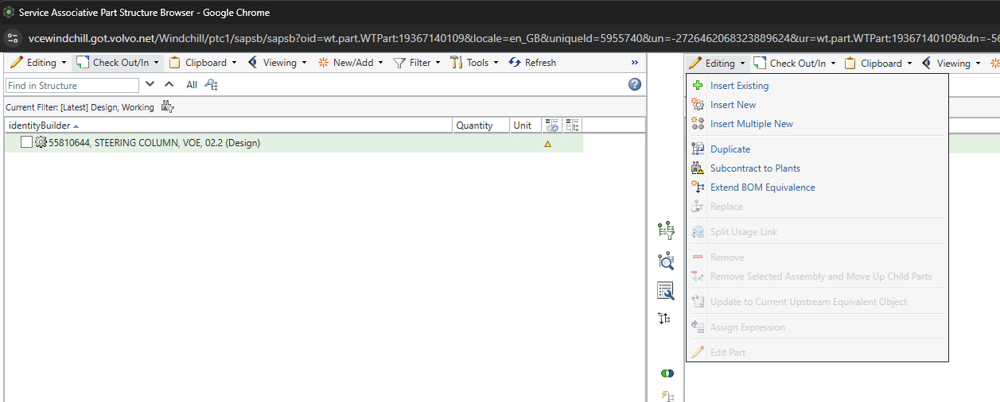 Service Associative Part Structure Browser - Google Chrome
vcewindchill.got.volvo.net/Windchill/ptc1/sapsb/sapsb?oid=wt.part.WTPart:19367140109&locale=en_GB&uniqueId=5955740&un=-2726462068323889624&ur=wt.part.WTPart:19367140109&dn=-56
Editing Check Out/In Clipboard Viewing New/Add Filter Tools Refresh »
Find in Structure All
Current Filter: [Latest] Design, Working
identityBuilder Quantity Unit
55810644, STEERING COLUMN, VOE, 02.2 (Design)
Editing Check Out/In Clipboard Viewing
Insert Existing
Insert New
Insert Multiple New
Duplicate
Subcontract to Plants
Extend BOM Equivalence
Replace
Split Usage Link
Remove
Remove Selected Assembly and Move Up Child Parts
Update to Current Upstream Equivalent Object
Assign Expression
Edit Part